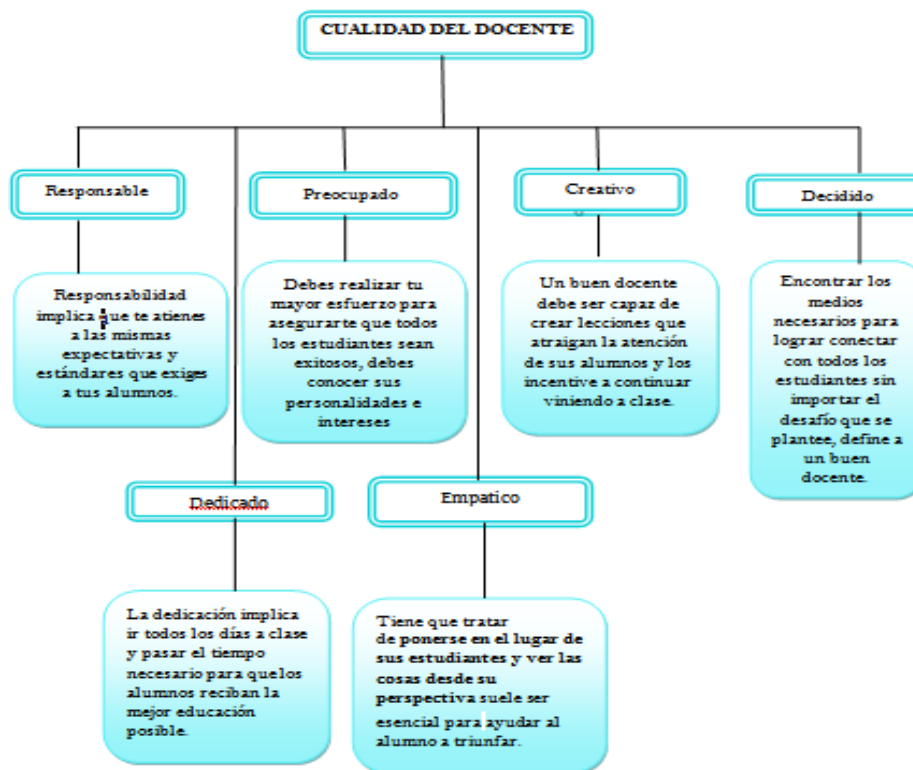 CUALIDAD DEL DOCENTE
Responsable
Preocupado
Creativo
Decidido
Responsabilidad
implica que te atienes
a las mismas
expectativas y
estándares que exiges
a tus alumnos.
Debes realizar tu
mayor esfuerzo para
asegurarte que todos
los estudiantes sean
exitosos, debes
conocer sus
personalidades e
intereses
Un buen docente
debe ser capaz de
crear lecciones que
atraigan la atención
de sus alumnos y los
incentive a continuar
viniendo a clase.
Encontrar los
medios
necesarios para
lograr conectar
con todos los
estudiantes sin
importar el
desafío que se
plantee, define a
un buen
docente.
Dedicado
Empatico
La dedicación implica
ir todos los días a clase
y pasar el tiempo
necesario para que los
alumnos reciban la
mejor educación
posible.
Tiene que tratar
de ponerse en el lugar de
sus estudiantes y ver las
cosas desde su
perspectiva suele ser
esencial para ayudar al
alumno a triunfar.